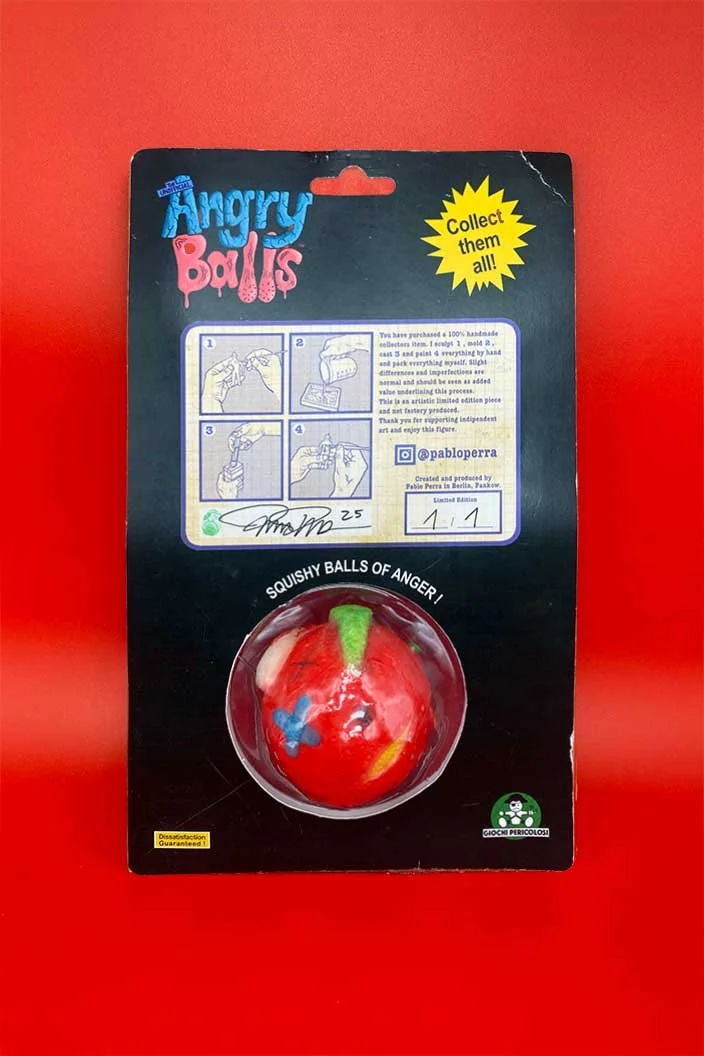 THE
UNOFFICIAL
Angry
Balls
Collect
them
all!
1
2
3
4
You have purchased a 100% handmade
collectors item. I sculpt 1 , mold 2 ,
cast 3 and paint 4 everything by hand
and pack everything myself. Slight
differences and imperfections are
normal and should be seen as added
value underlining this process.
This is an artistic limited edition piece
and not factory produced.
Thank you for supporting indipendent
art and enjoy this figure.
@pabloperra
Created and produced by
Pablo Perra in Berlin, Pankow.
Limited Edition
1 / 1
25
SQUISHY BALLS OF ANGER!
Dissatisfaction
Guaranteed !
GIOCHI PERICOLOSI